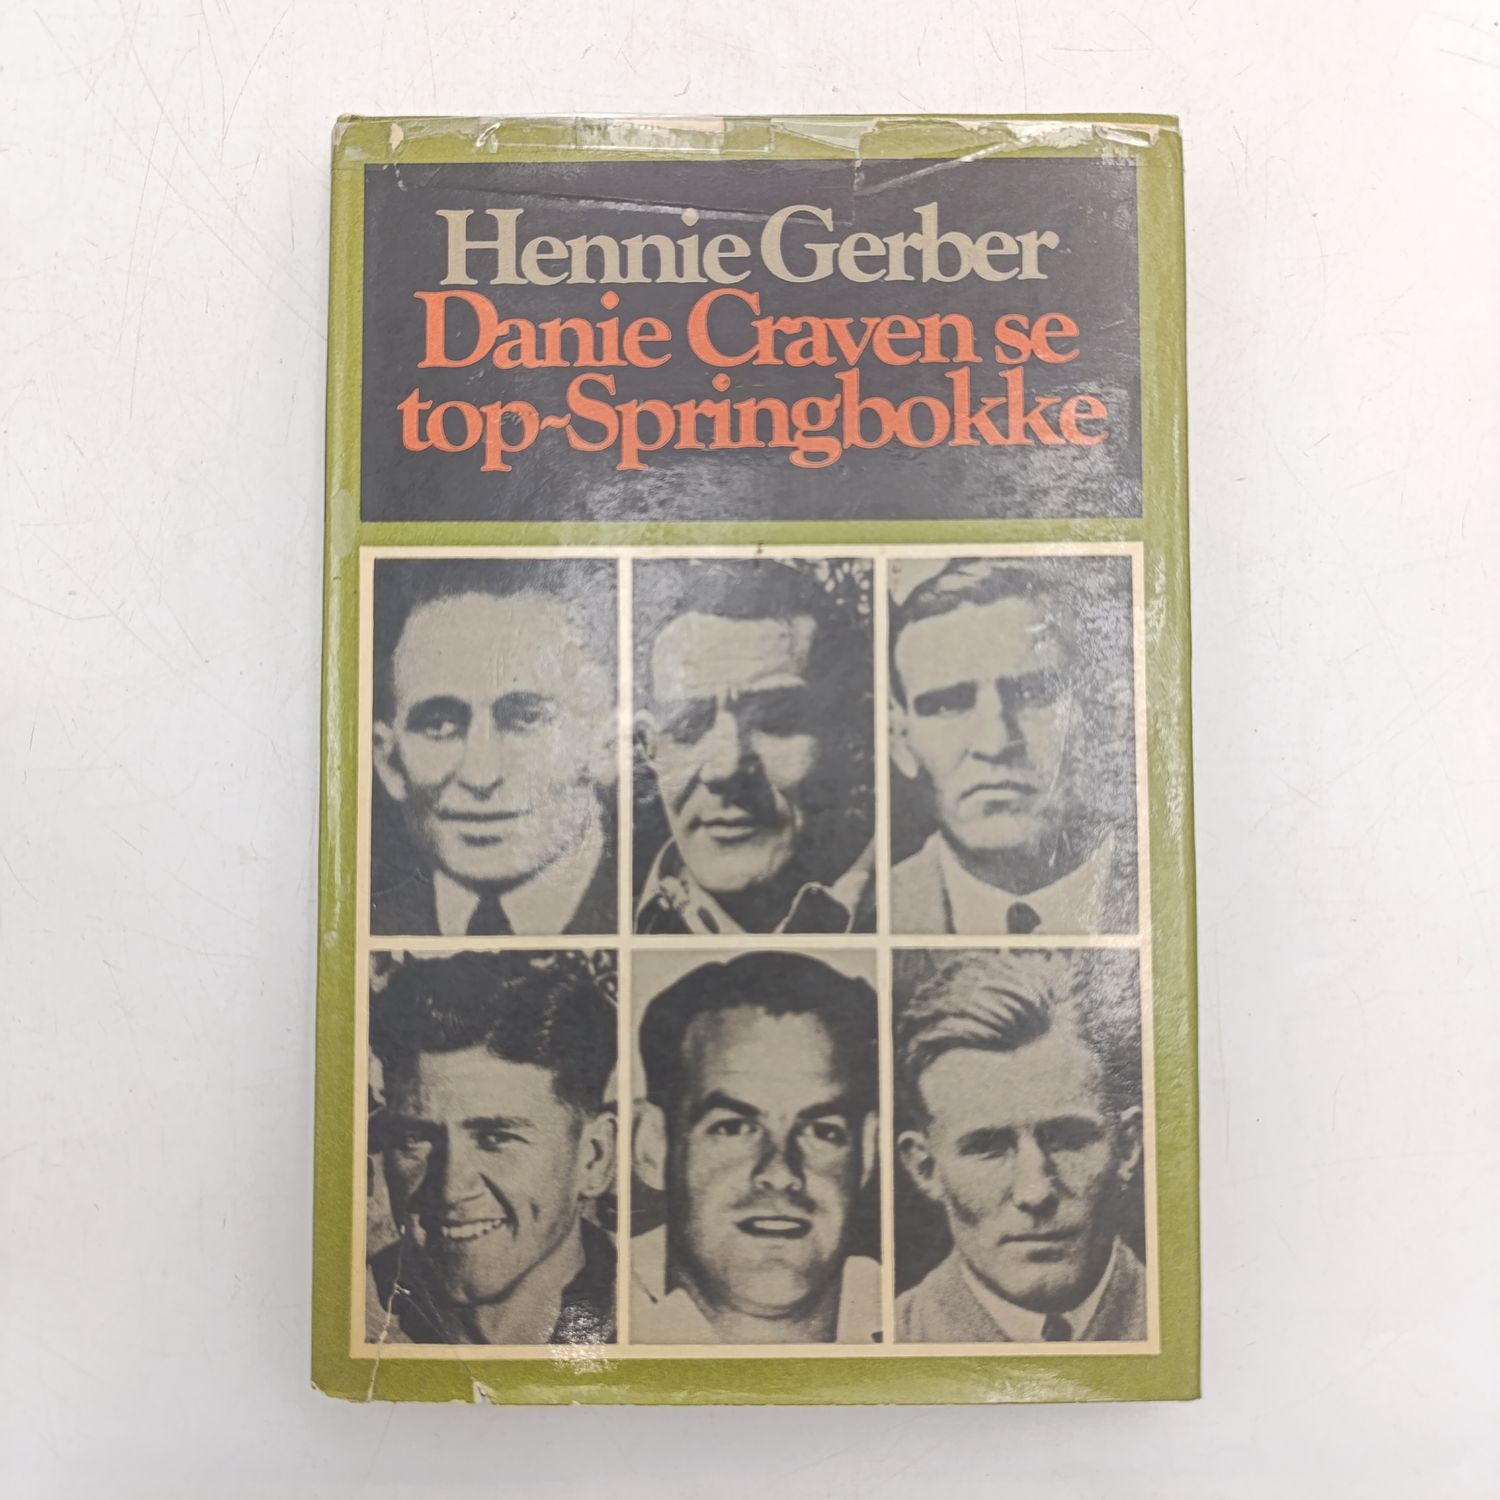 Hennie Gerber
Danie Craven se
top-Springbokke